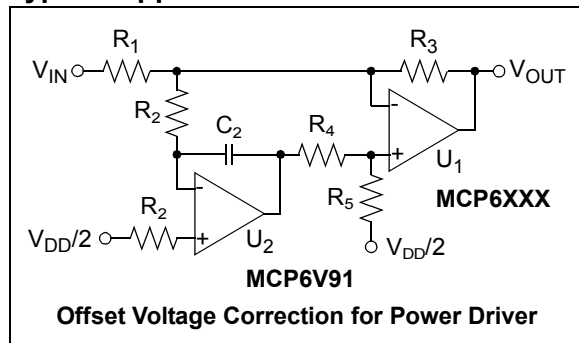 R1
R3
VIN
VOUT
R2
C2
R4
U1
R5
MCP6XXX
R2
VDD/2
U2
VDD/2
MCP6V91
Offset Voltage Correction for Power Driver